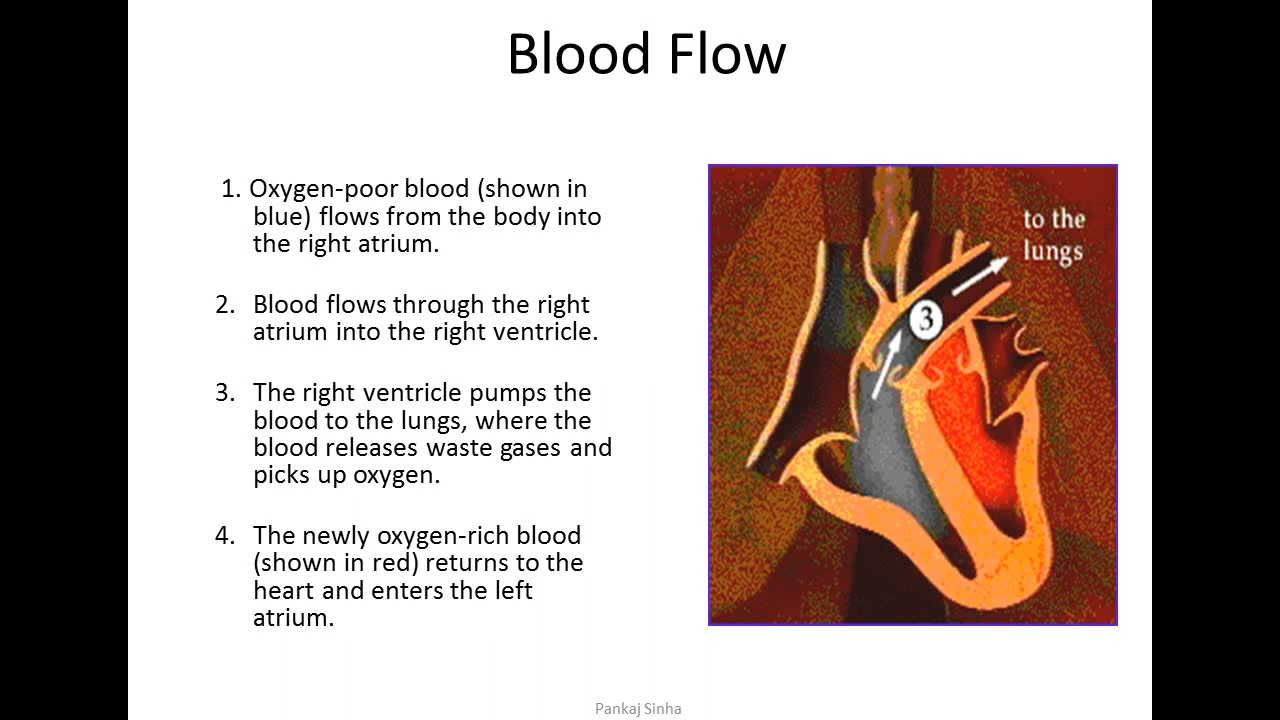 Blood Flow
1. Oxygen-poor blood (shown in
blue) flows from the body into
the right atrium.
2. Blood flows through the right
atrium into the right ventricle.
3. The right ventricle pumps the
blood to the lungs, where the
blood releases waste gases and
picks up oxygen.
4. The newly oxygen-rich blood
(shown in red) returns to the
heart and enters the left
atrium.
to the
lungs
3
Pankaj Sinha